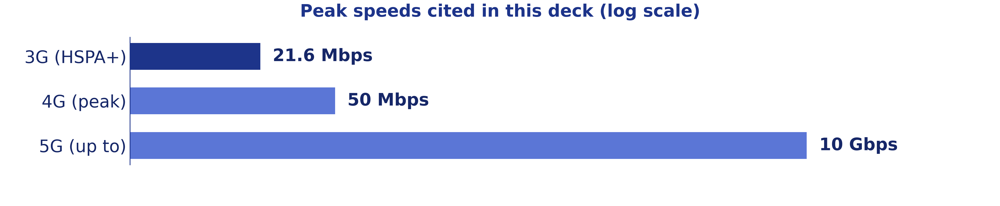 Peak speeds cited in this deck (log scale)
3G (HSPA+) 21.6 Mbps
4G (peak) 50 Mbps
5G (up to) 10 Gbps